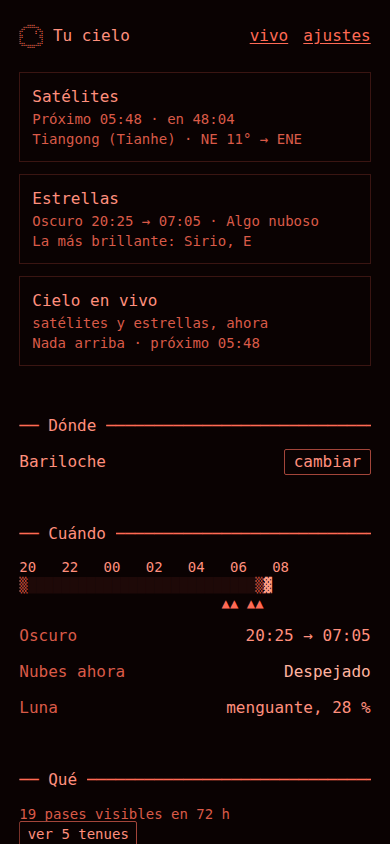 Tu cielo vivo ajustes
Satélites
Próximo 05:48 · en 48:04
Tiangong (Tianhe) · NE 11° → ENE
Estrellas
Oscuro 20:25 → 07:05 · Algo nuboso
La más brillante: Sirio, E
Cielo en vivo
satélites y estrellas, ahora
Nada arriba · próximo 05:48
Dónde
Bariloche cambiar
Cuándo
20 22 00 02 04 06 08
Oscuro 20:25 → 07:05
Nubes ahora Despejado
Luna menguante, 28 %
Qué
19 pases visibles en 72 h
ver 5 tenues